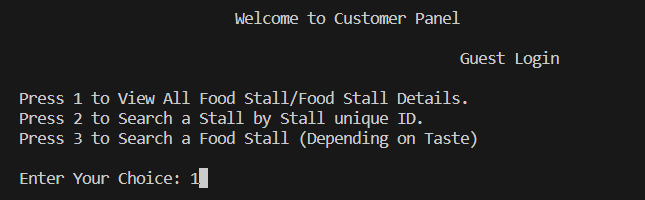 Welcome to Customer Panel
Guest Login
Press 1 to View All Food Stall/Food Stall Details.
Press 2 to Search a Stall by Stall unique ID.
Press 3 to Search a Food Stall (Depending on Taste)
Enter Your Choice: 1